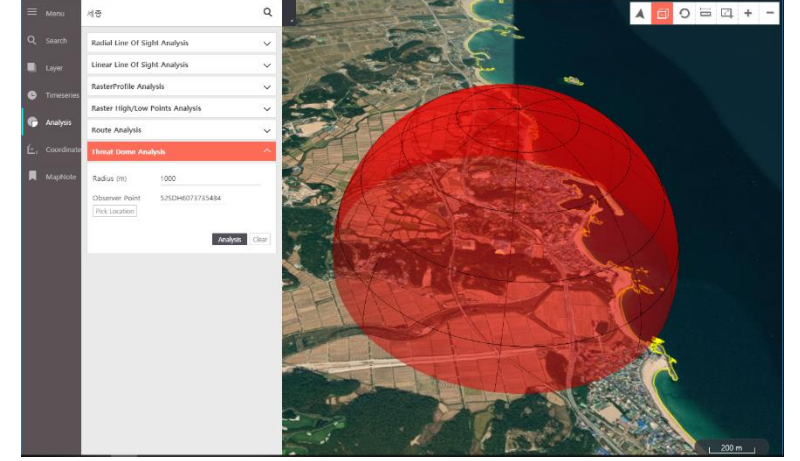 Menu
세종
Search
Layer
Timeseries
Analysis
Coordinate
MapNote
Radial Line Of Sight Analysis
Linear Line Of Sight Analysis
RasterProfile Analysis
Raster High/Low Points Analysis
Route Analysis
Threat Dome Analysis
Radius (m) 1000
Observer Point 52SDH6073735484
Pick Location
Analysis Clear
200 m